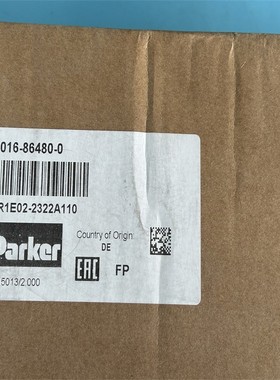 016-86480-0
R1E02-2322A110
Parker
Country of Origin:
DE
EAC FP
5013/2.000